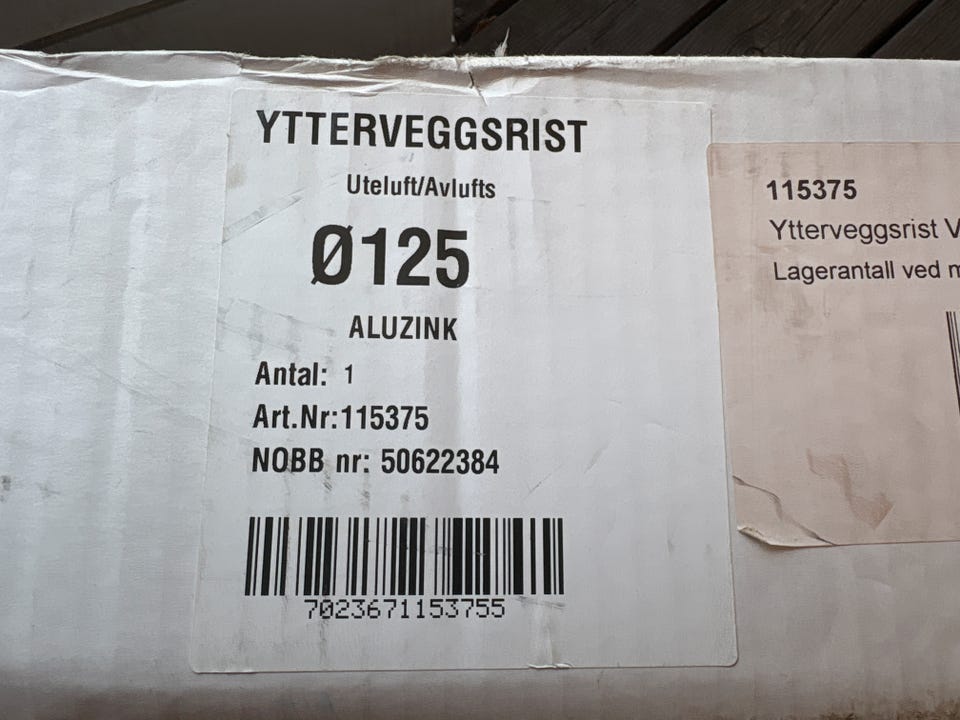 YTTERVEGGSRIST
Uteluft/Avlufts
Ø125
ALUZINK
Antal: 1
Art.Nr:115375
NOBB nr: 50622384
7023671153755
115375
Ytterveggsrist V
Lagerantall ved